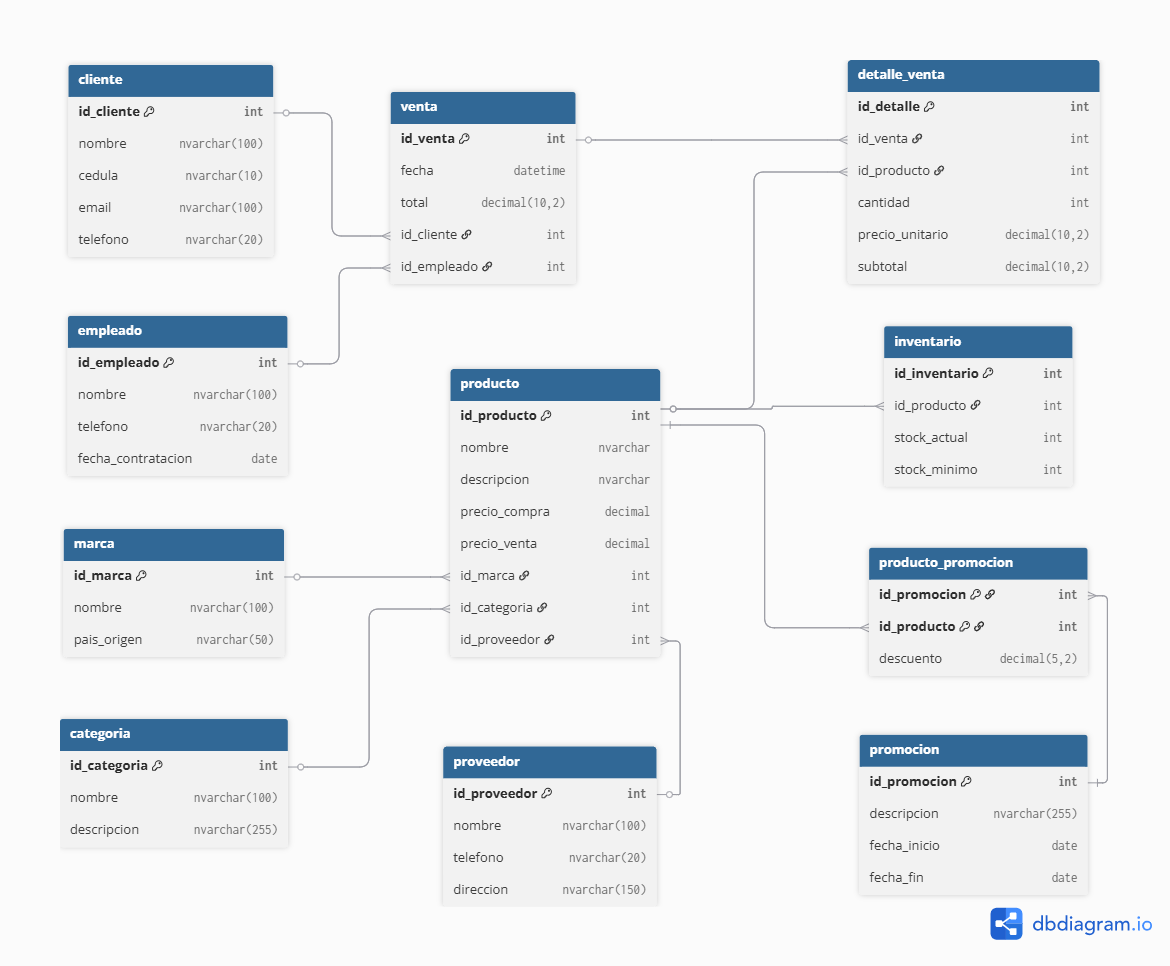 cliente
id_cliente int
nombre nvarchar(100)
cedula nvarchar(10)
email nvarchar(100)
telefono nvarchar(20)
venta
id_venta int
fecha datetime
total decimal(10,2)
id_cliente int
id_empleado int
detalle_venta
id_detalle int
id_venta int
id_producto int
cantidad int
precio_unitario decimal(10,2)
subtotal decimal(10,2)
empleado
id_empleado int
nombre nvarchar(100)
telefono nvarchar(20)
fecha_contratacion date
producto
id_producto int
nombre nvarchar
descripcion nvarchar
precio_compra decimal
precio_venta decimal
id_marca int
id_categoria int
id_proveedor int
inventario
id_inventario int
id_producto int
stock_actual int
stock_minimo int
marca
id_marca int
nombre nvarchar(100)
pais_origen nvarchar(50)
producto_promocion
id_promocion int
id_producto int
descuento decimal(5,2)
categoria
id_categoria int
nombre nvarchar(100)
descripcion nvarchar(255)
proveedor
id_proveedor int
nombre nvarchar(100)
telefono nvarchar(20)
direccion nvarchar(150)
promocion
id_promocion int
descripcion nvarchar(255)
fecha_inicio date
fecha_fin date
dbdiagram.io